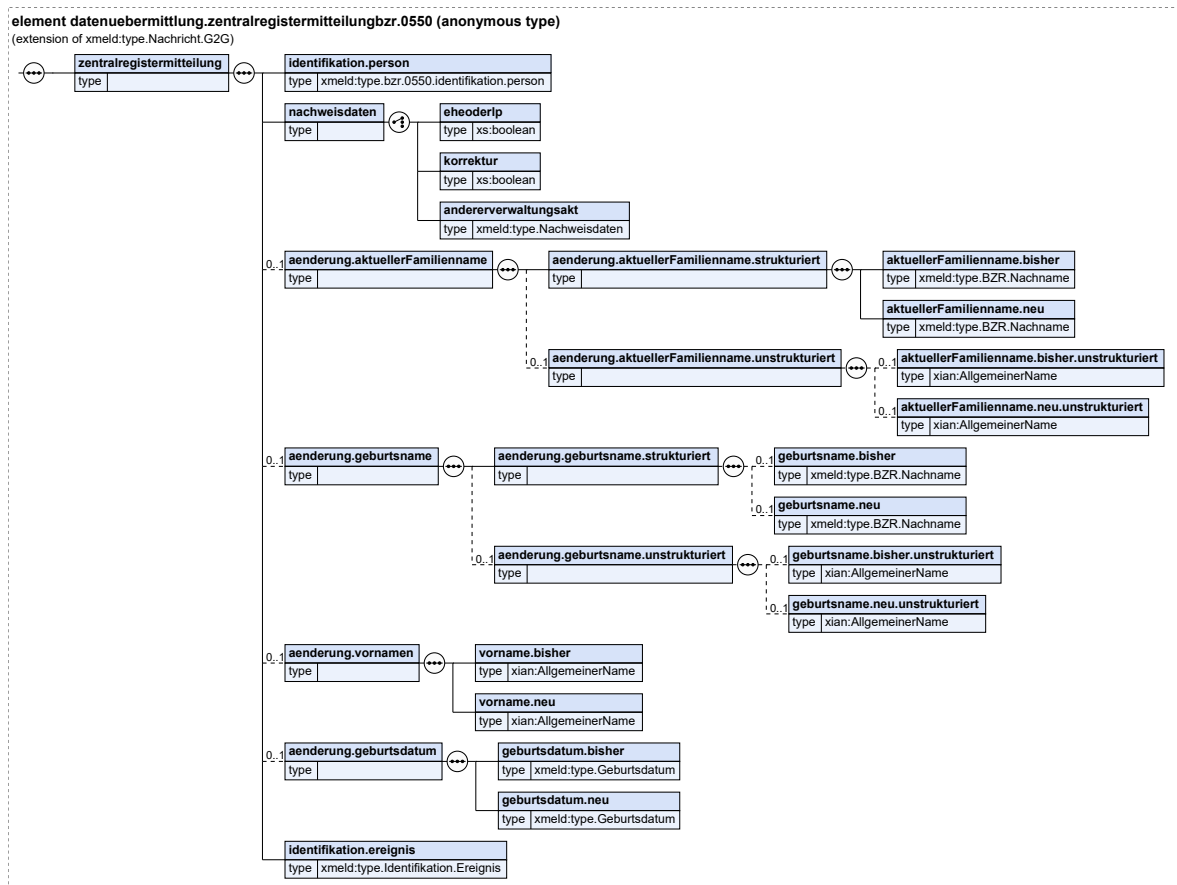 element datenuebermittlung.zentralregistermitteilungbzr.0550 (anonymous type)
(extension of xmeld:type.Nachricht.G2G)
zentralregistermitteilung
type
identifikation.person
type xmeld:type.bzr.0550.identifikation.person
nachweisdaten
type
eheoderlp
type xs:boolean
korrektur
type xs:boolean
andererverwaltungsakt
type xmeld:type.Nachweisdaten
0..1
aenderung.aktuellerFamilienname
type
aenderung.aktuellerFamilienname.strukturiert
type
aktuellerFamilienname.bisher
type xmeld:type.BZR.Nachname
aktuellerFamilienname.neu
type xmeld:type.BZR.Nachname
0..1
aenderung.aktuellerFamilienname.unstrukturiert
type
0..1
aktuellerFamilienname.bisher.unstrukturiert
type xian:AllgemeinerName
0..1
aktuellerFamilienname.neu.unstrukturiert
type xian:AllgemeinerName
0..1
aenderung.geburtsname
type
aenderung.geburtsname.strukturiert
type
0..1
geburtsname.bisher
type xmeld:type.BZR.Nachname
0..1
geburtsname.neu
type xmeld:type.BZR.Nachname
0..1
aenderung.geburtsname.unstrukturiert
type
0..1
geburtsname.bisher.unstrukturiert
type xian:AllgemeinerName
0..1
geburtsname.neu.unstrukturiert
type xian:AllgemeinerName
0..1
aenderung.vornamen
type
vorname.bisher
type xian:AllgemeinerName
vorname.neu
type xian:AllgemeinerName
0..1
aenderung.geburtsdatum
type
geburtsdatum.bisher
type xmeld:type.Geburtsdatum
geburtsdatum.neu
type xmeld:type.Geburtsdatum
identifikation.ereignis
type xmeld:type.Identifikation.Ereignis